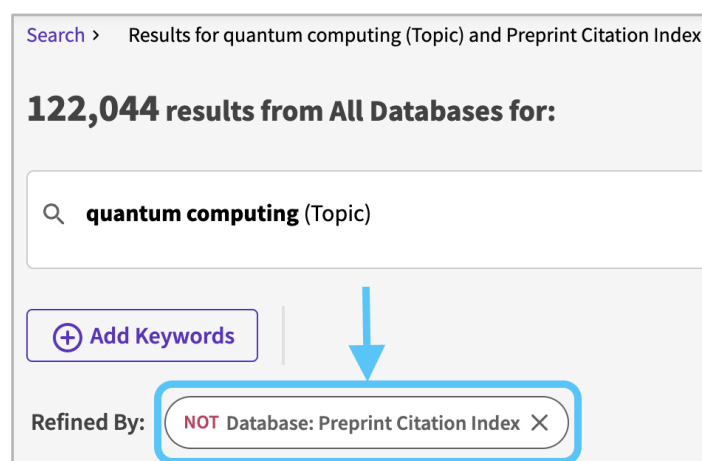 Search > Results for quantum computing (Topic) and Preprint Citation Index
122,044 results from All Databases for:
quantum computing (Topic)
Add Keywords
Refined By: NOT Database: Preprint Citation Index ×